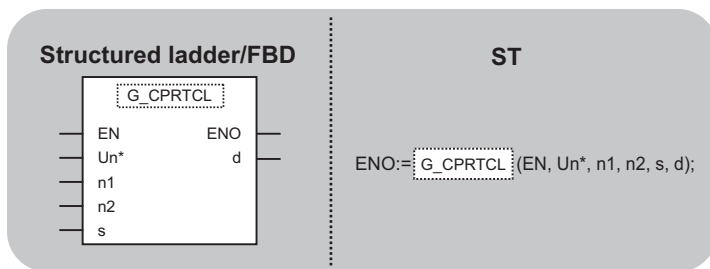 Structured ladder/FBD
G_CPRTCL
EN ENO
Un* d
n1
n2
s
ST
ENO:= G_CPRTCL (EN, Un*, n1, n2, s, d);